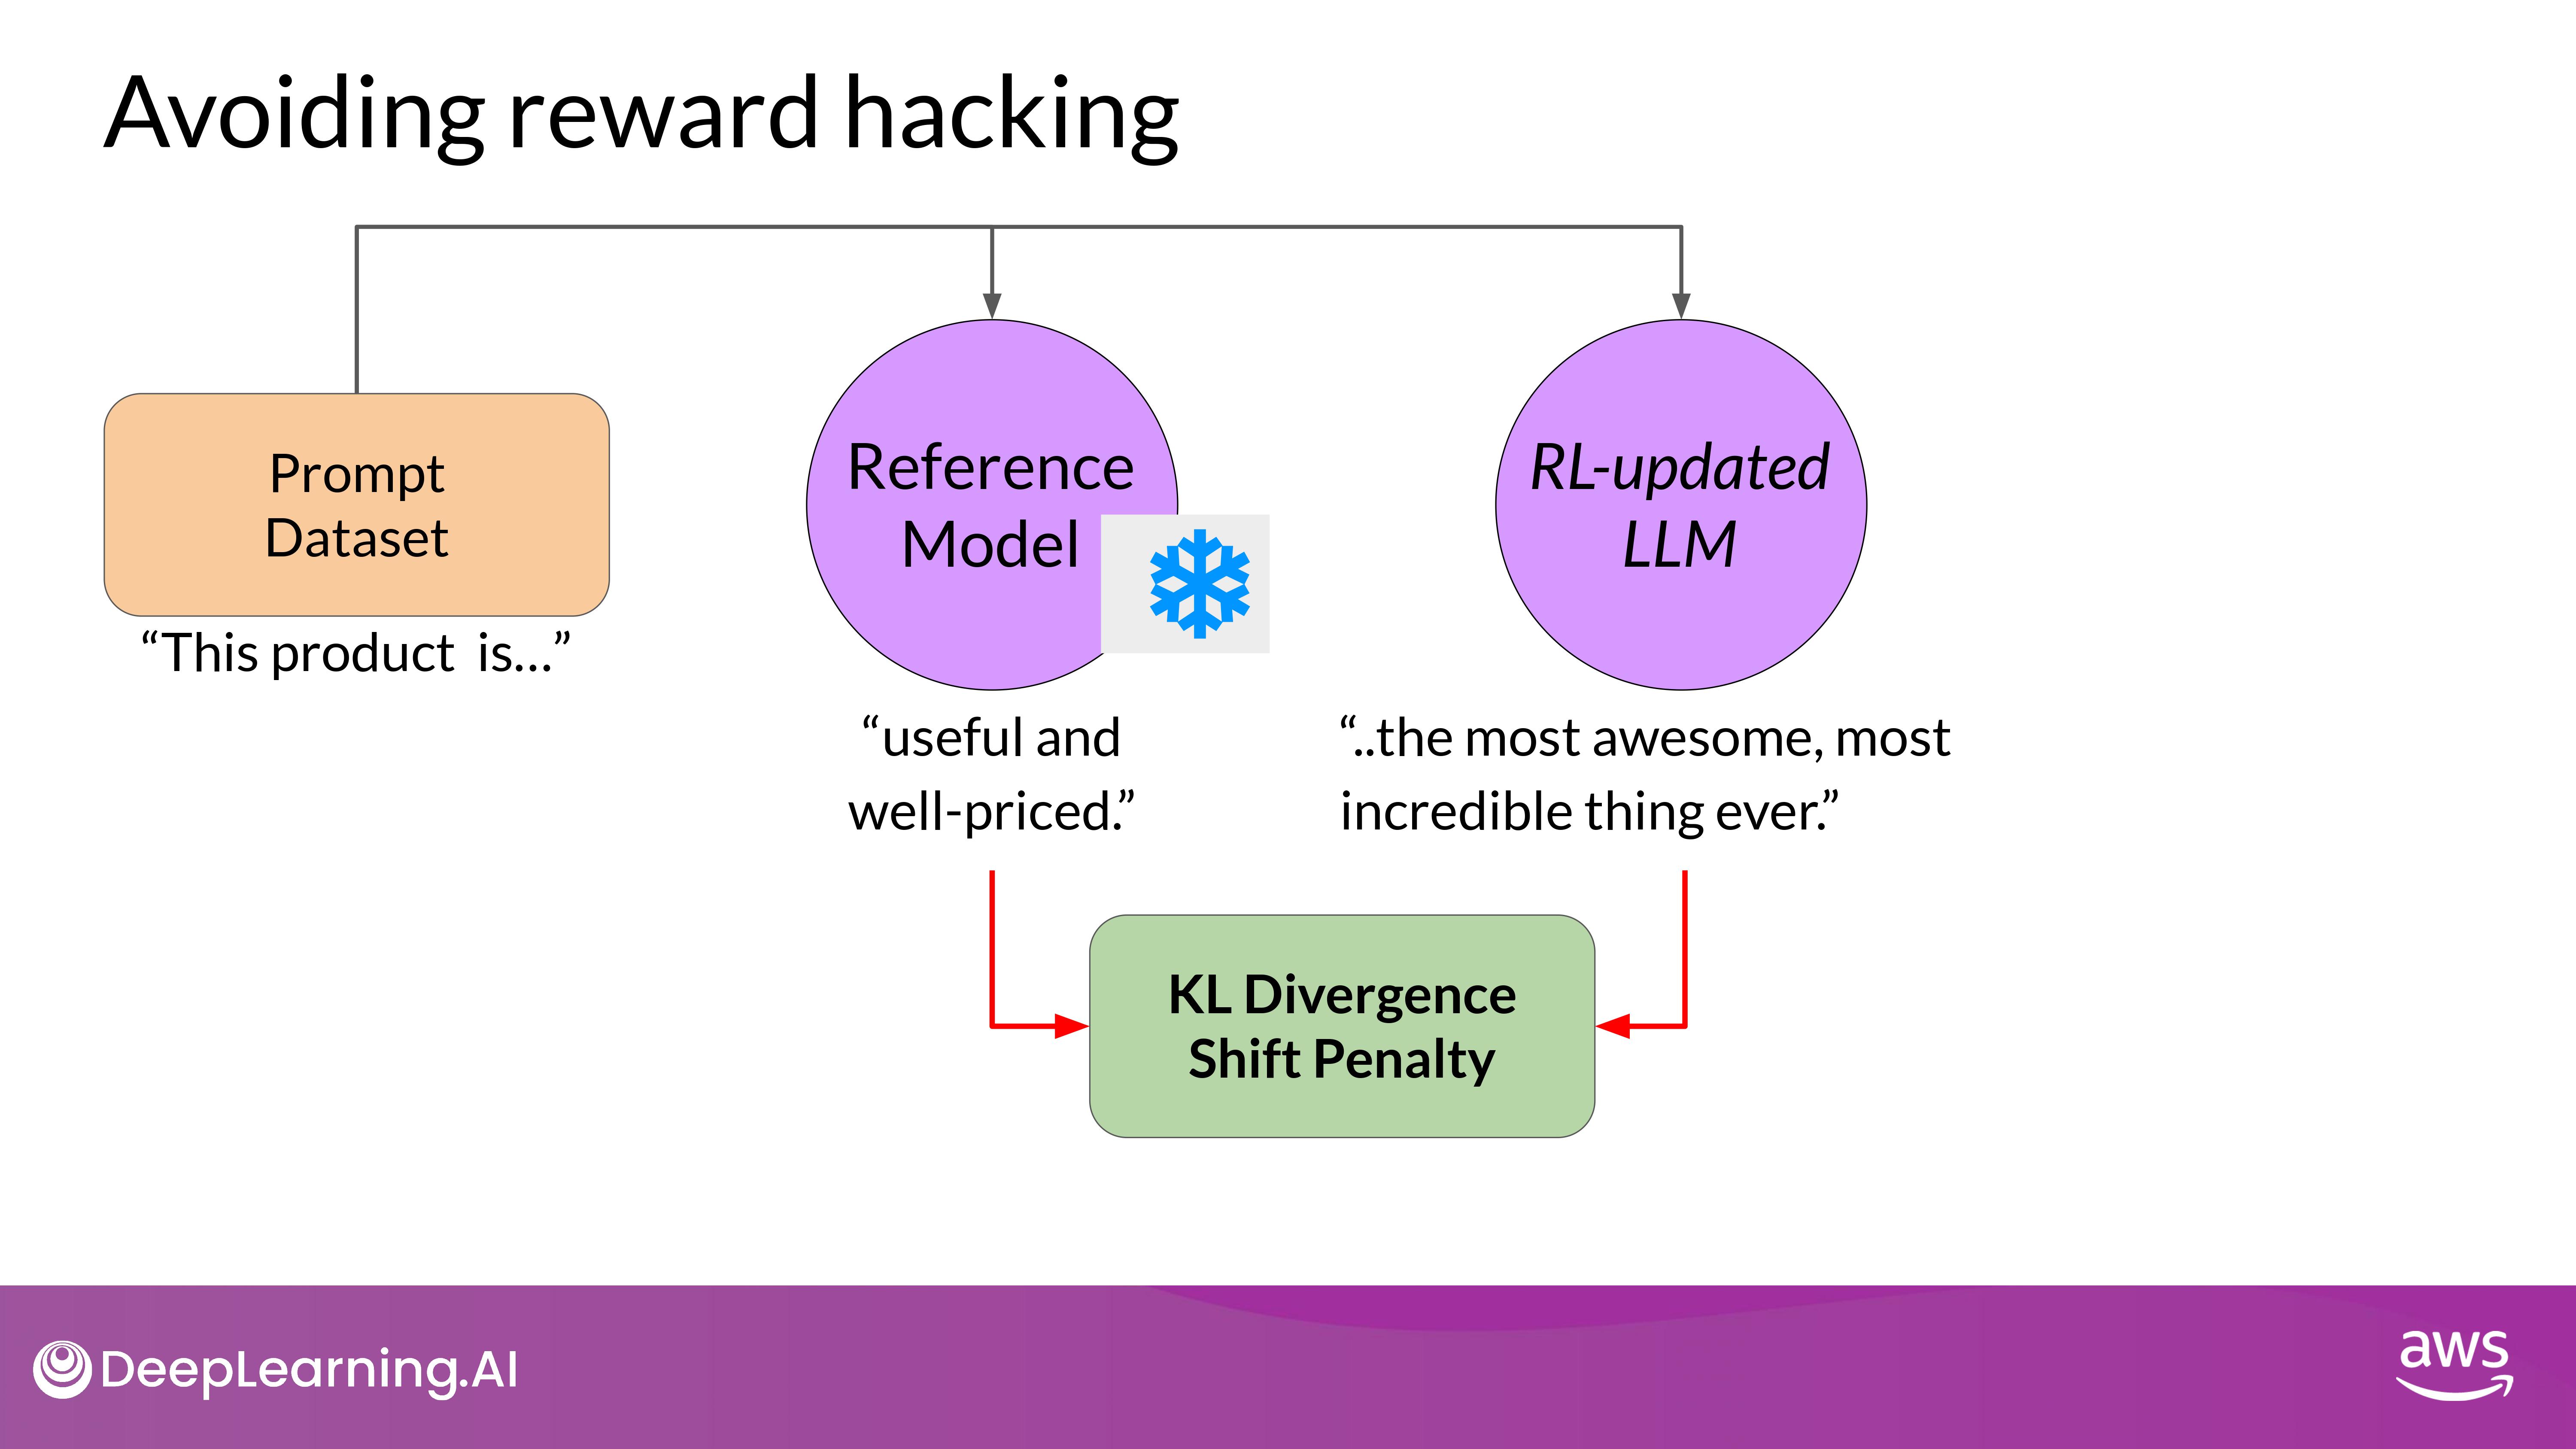 Avoiding reward hacking
Prompt
Dataset
“This product  is...”
Reference
Model
“useful and
well-priced.”
RL-updated
LLM
“..the most awesome, most
incredible thing ever.”
KL Divergence
Shift Penalty
DeepLearning.AI
aws